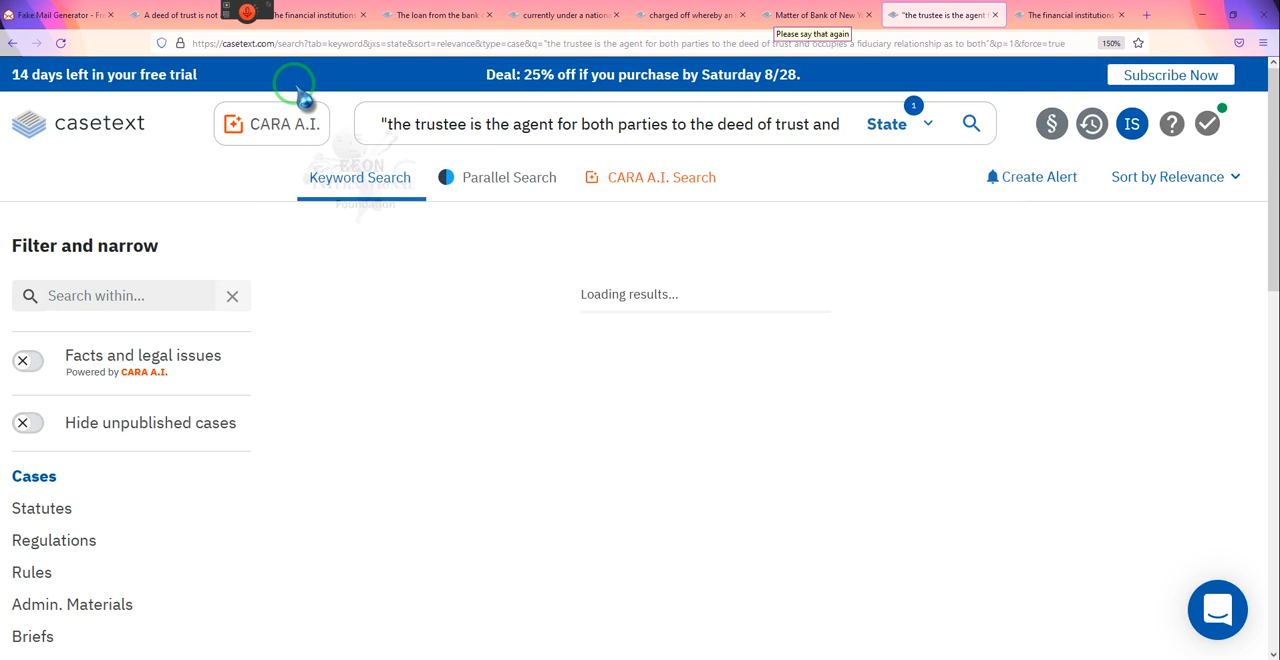 Fake Mail Generator - Fr
A deed of trust is not
The financial institutions
The loan from the bank
currently under a nationa
charged off whereby an
Matter of Bank of New Yo
"the trustee is the agent f
The financial institutions
Please say that again
https://casetext.com/search?tab=keyword&jxs=state&sort=relevance&type=case&q="the trustee is the agent for both parties to the deed of trust and occupies a fiduciary relationship as to both"&p=1&force=true
150%
14 days left in your free trial
Deal: 25% off if you purchase by Saturday 8/28.
Subscribe Now
casetext
CARA A.I.
"the trustee is the agent for both parties to the deed of trust and
State
1
§
IS
?
Keyword Search
Parallel Search
CARA A.I. Search
Create Alert
Sort by Relevance
INTERNATIONAL
Foundation
Filter and narrow
Search within...
Loading results...
Facts and legal issues
Powered by CARA A.I.
Hide unpublished cases
Cases
Statutes
Regulations
Rules
Admin. Materials
Briefs